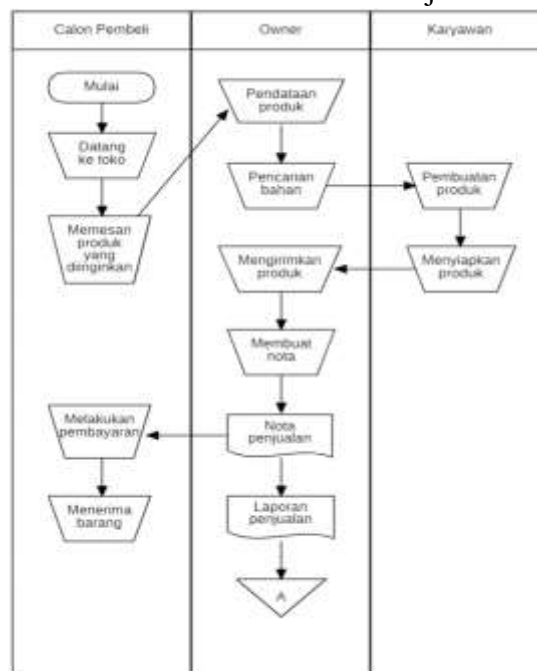 Calon Pembeli
Owner
Karyawan
Mulai
Datang
ke toko
Memesan
produk
yang
diinginkan
Pendataan
produk
Pencarian
bahan
Pembuatan
produk
Menyiapkan
produk
Mengirimkan
produk
Membuat
nota
Nota
penjualan
Melakukan
pembayaran
Menerima
barang
Laporan
penjualan
A